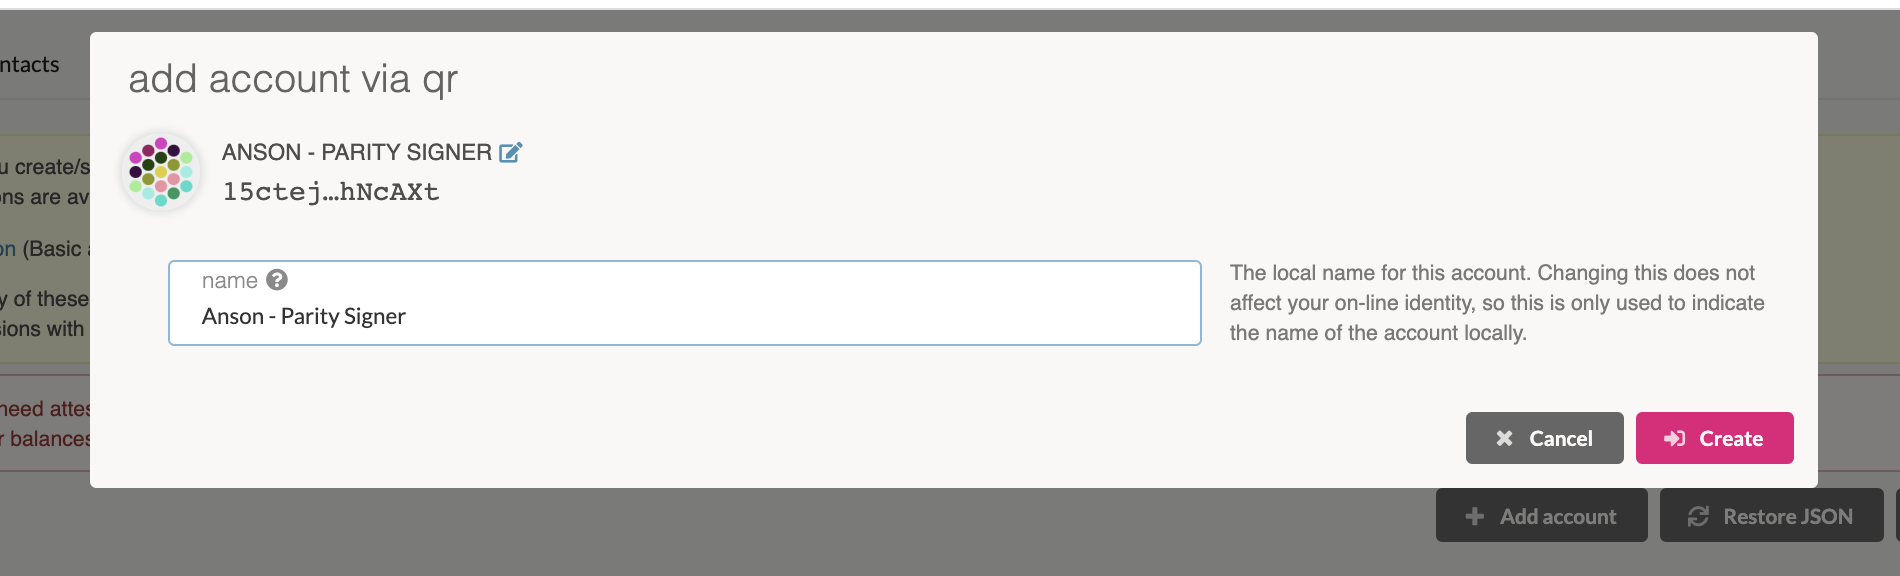 ntacts
add account via qr
ANSON - PARITY SIGNER
15ctej…hNcAXt
u create/s
ons are av
on (Basic a
y of these
sions with
name ?
Anson - Parity Signer
The local name for this account. Changing this does not
affect your on-line identity, so this is only used to indicate
the name of the account locally.
need attes
r balances
Cancel
Create
Add account
Restore JSON